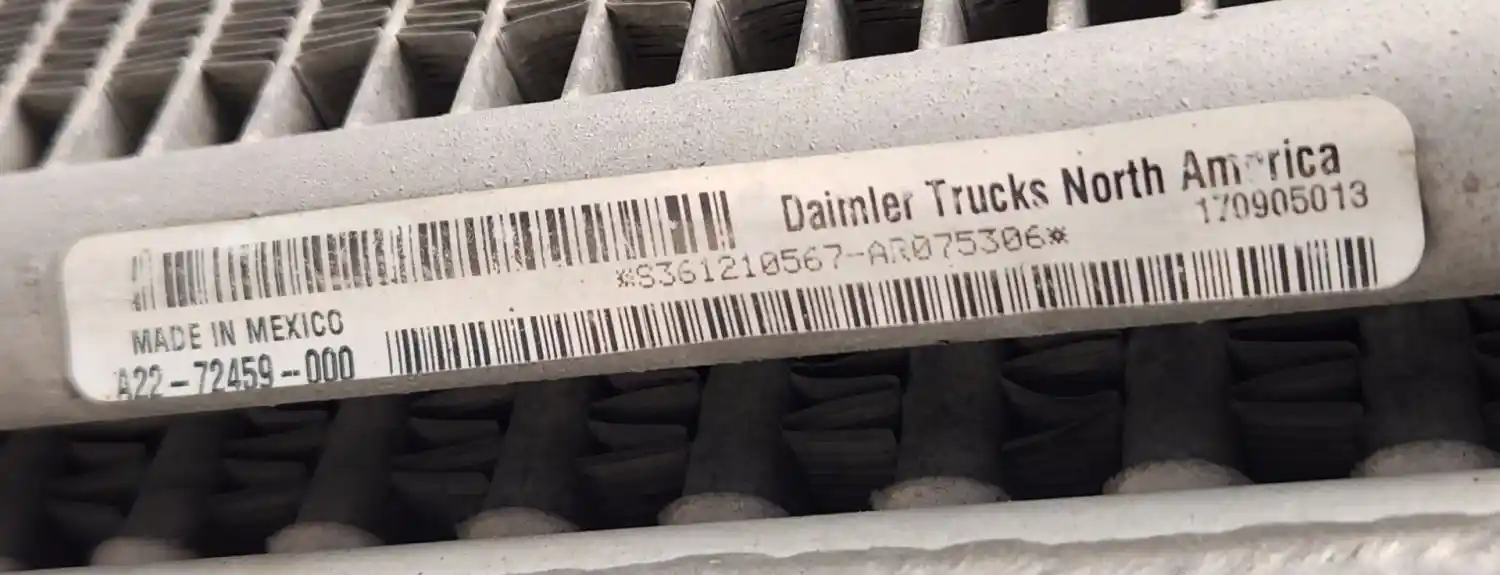 Daimler Trucks North America
170905013
*S361210567-AR075306*
MADE IN MEXICO
A22-72459-000